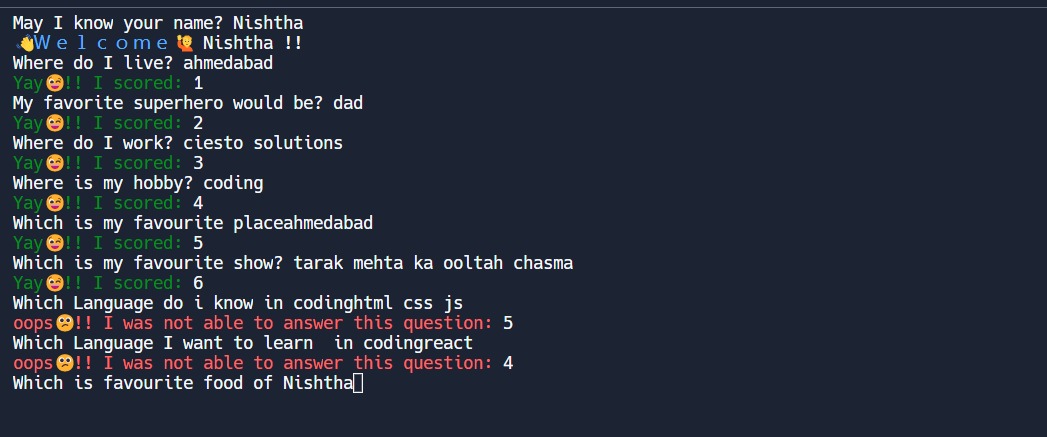 May I know your name? Nishtha
👋Ｗｅｌｃｏｍｅ🙋 Nishtha !!
Where do I live? ahmedabad
Yay😊!! I scored: 1
My favorite superhero would be? dad
Yay😊!! I scored: 2
Where do I work? ciesto solutions
Yay😊!! I scored: 3
Where is my hobby? coding
Yay😊!! I scored: 4
Which is my favourite placeahmedabad
Yay😊!! I scored: 5
Which is my favourite show? tarak mehta ka ooltah chasma
Yay😊!! I scored: 6
Which Language do i know in codinghtml css js
oops🙁!! I was not able to answer this question: 5
Which Language I want to learn  in codingreact
oops🙁!! I was not able to answer this question: 4
Which is favourite food of Nishtha